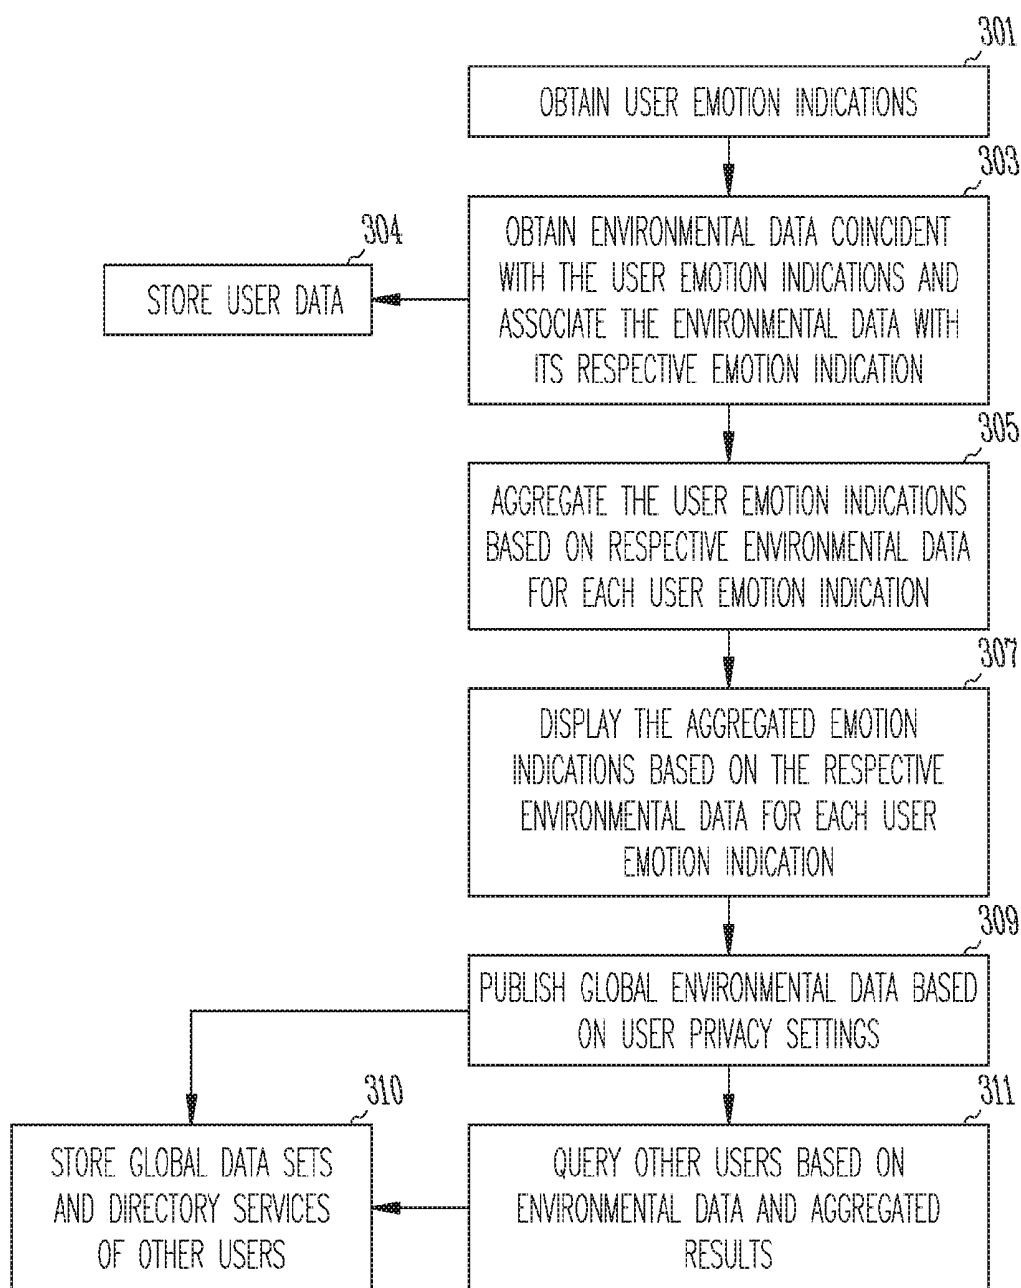 301
OBTAIN USER EMOTION INDICATIONS
303
OBTAIN ENVIRONMENTAL DATA COINCIDENT
WITH THE USER EMOTION INDICATIONS AND
ASSOCIATE THE ENVIRONMENTAL DATA WITH
ITS RESPECTIVE EMOTION INDICATION
304
STORE USER DATA
305
AGGREGATE THE USER EMOTION INDICATIONS
BASED ON RESPECTIVE ENVIRONMENTAL DATA
FOR EACH USER EMOTION INDICATION
307
DISPLAY THE AGGREGATED EMOTION
INDICATIONS BASED ON THE RESPECTIVE
ENVIRONMENTAL DATA FOR EACH USER
EMOTION INDICATION
309
PUBLISH GLOBAL ENVIRONMENTAL DATA BASED
ON USER PRIVACY SETTINGS
310
STORE GLOBAL DATA SETS
AND DIRECTORY SERVICES
OF OTHER USERS
311
QUERY OTHER USERS BASED ON
ENVIRONMENTAL DATA AND AGGREGATED
RESULTS